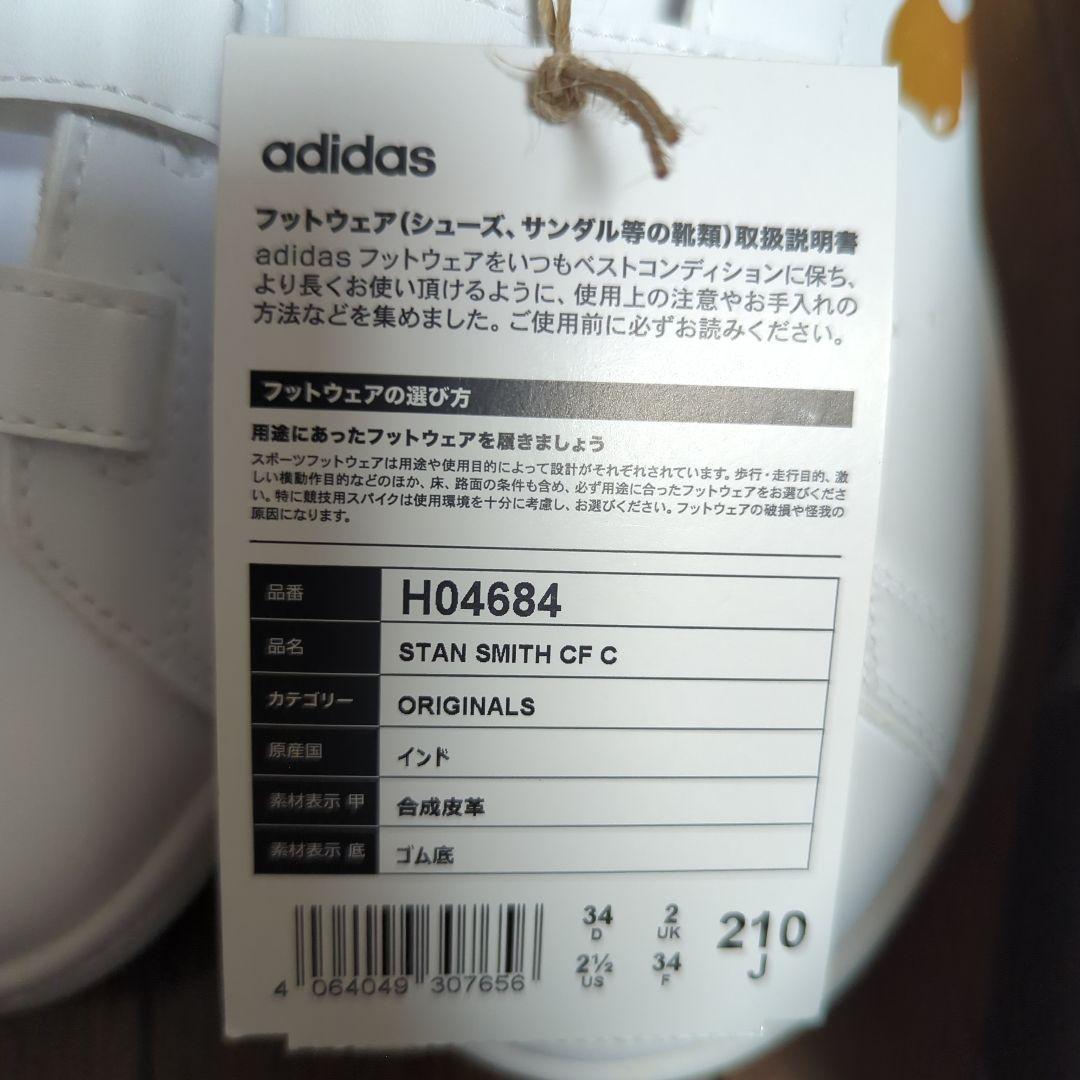 adidas
フットウェア(シューズ、サンダル等の靴類)取扱説明書
adidas フットウェアをいつもベストコンディションに保ち、
より長くお使い頂けるように、使用上の注意やお手入れの
方法などを集めました。ご使用前に必ずお読みください。
フットウェアの選び方
用途にあったフットウェアを履きましょう
スポーツフットウェアは用途や使用目的によって設計がそれぞれされています。歩行・走行目的、激
しい横動作目的などのほか、床、路面の条件も含め、必ず用途に合ったフットウェアをお選びくださ
い。特に競技用スパイクは使用環境を十分に考慮し、お選びください。フットウェアの破損や怪我の
原因になります。
品番 H04684
品名 STAN SMITH CF C
カテゴリー ORIGINALS
原産国 インド
素材表示 甲 合成皮革
素材表示 底 ゴム底
34 2 210
D UK J
2½ 34
US F
4 064049 307656